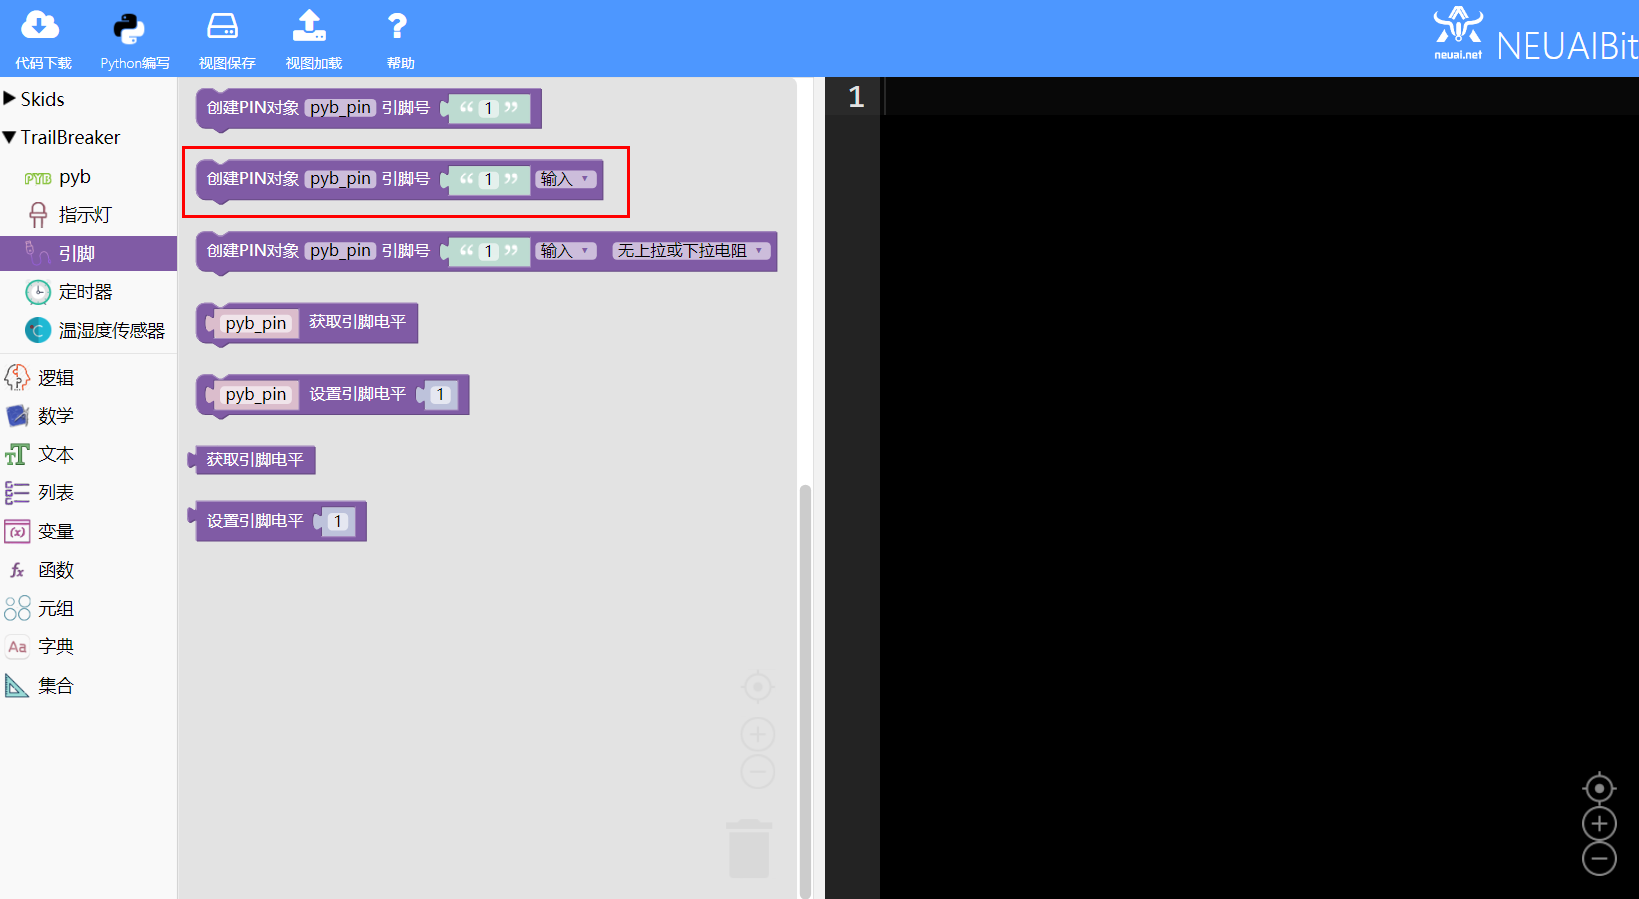 代码下载
Python编写
视图保存
视图加载
帮助
neuai.net
NEUAIBit
Skids
TrailBreaker
PYB pyb
指示灯
引脚
定时器
温湿度传感器
逻辑
数学
文本
列表
变量
函数
元组
字典
集合
创建PIN对象 pyb_pin 引脚号 “ 1 ”
创建PIN对象 pyb_pin 引脚号 “ 1 ” 输入
创建PIN对象 pyb_pin 引脚号 “ 1 ” 输入 无上拉或下拉电阻
pyb_pin 获取引脚电平
pyb_pin 设置引脚电平 1
获取引脚电平
设置引脚电平 1
1